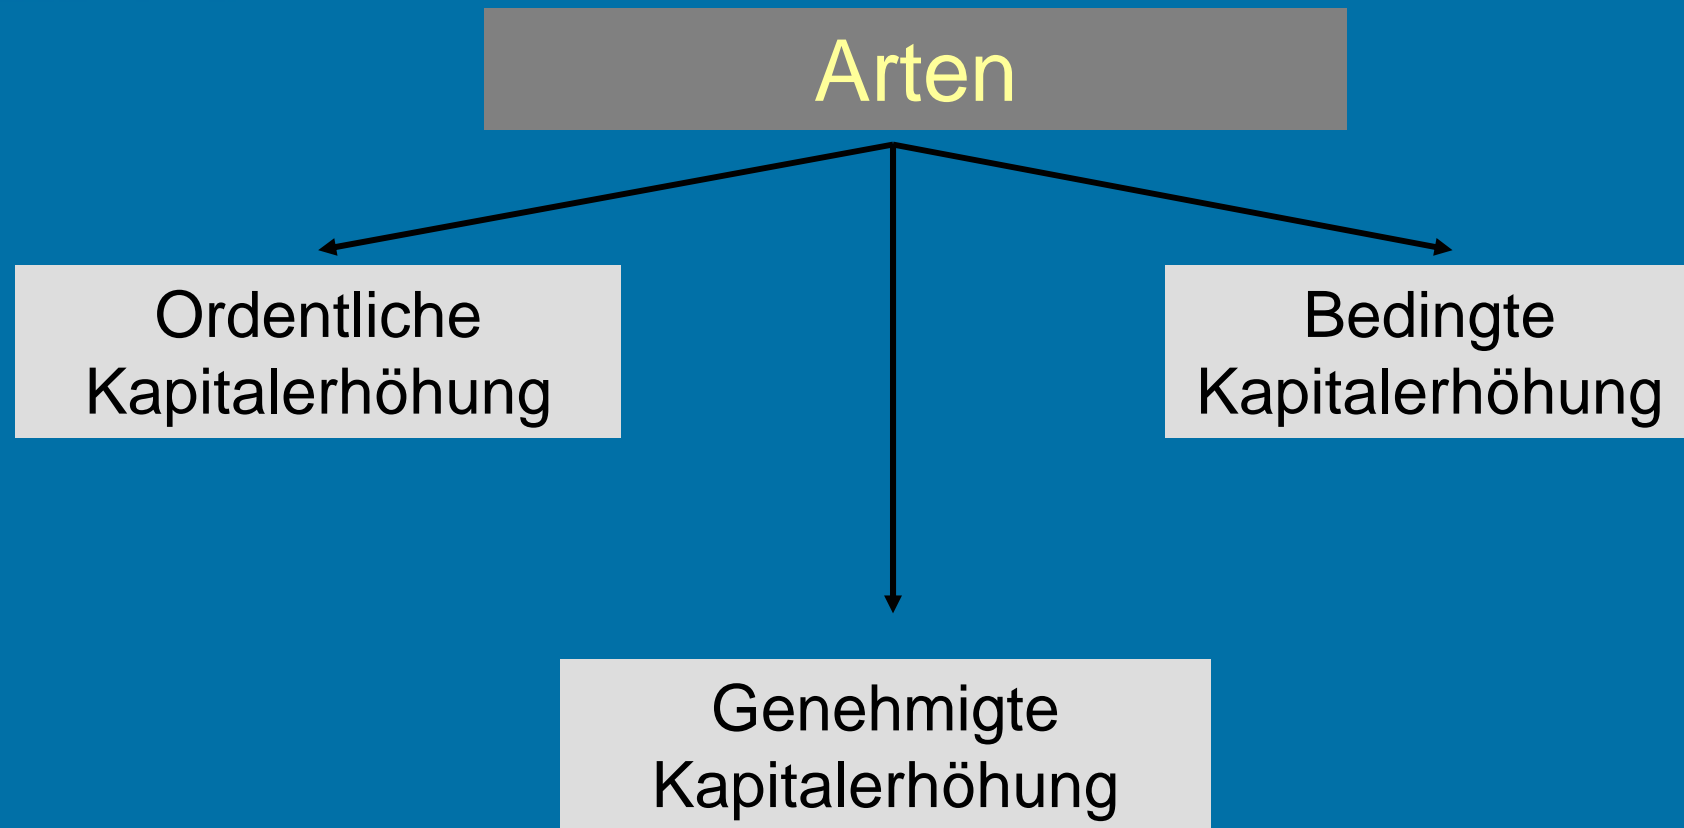 Arten
Ordentliche
Kapitalerhöhung
Bedingte
Kapitalerhöhung
Genehmigte
Kapitalerhöhung